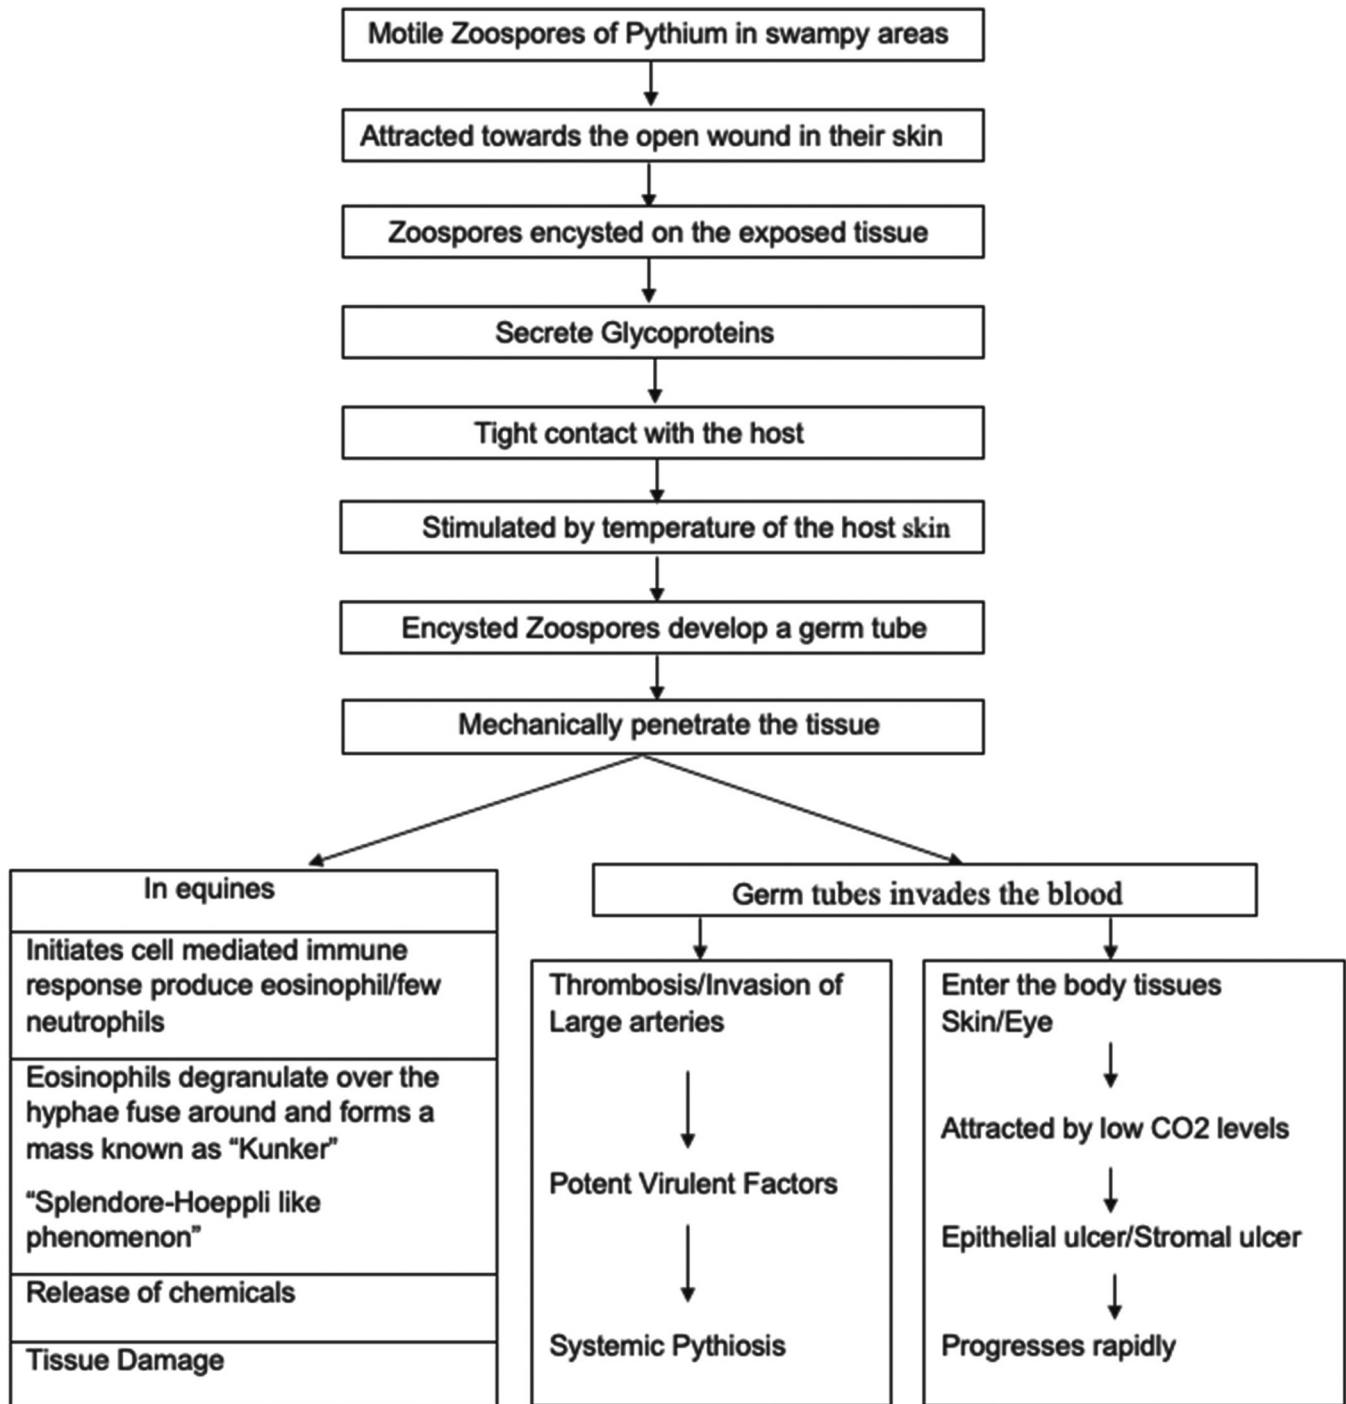 Motile Zoospores of Pythium in swampy areas
Attracted towards the open wound in their skin
Zoospores encysted on the exposed tissue
Secrete Glycoproteins
Tight contact with the host
Stimulated by temperature of the host skin
Encysted Zoospores develop a germ tube
Mechanically penetrate the tissue
In equines
Initiates cell mediated immune
response produce eosinophil/few
neutrophils
Eosinophils degranulate over the
hyphae fuse around and forms a
mass known as “Kunker”
“Splendore-Hoeppli like
phenomenon”
Release of chemicals
Tissue Damage
Germ tubes invades the blood
Thrombosis/Invasion of
Large arteries
Potent Virulent Factors
Systemic Pythiosis
Enter the body tissues
Skin/Eye
Attracted by low CO2 levels
Epithelial ulcer/Stromal ulcer
Progresses rapidly